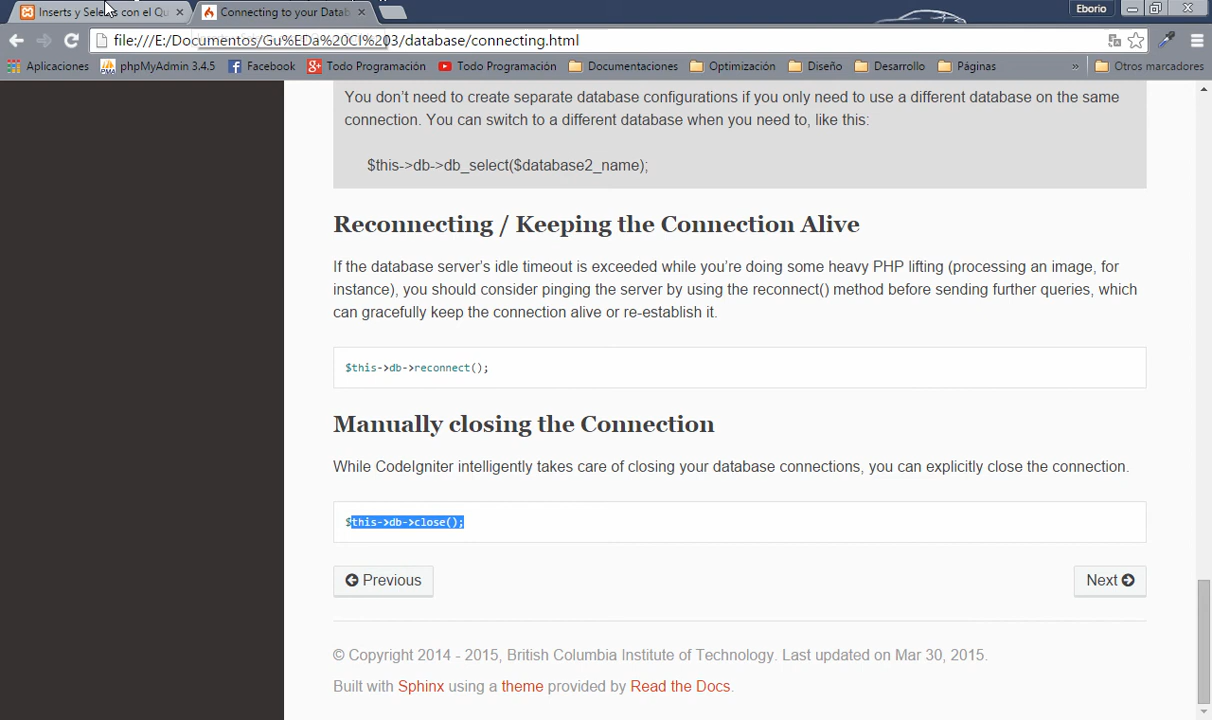 Inserts y Selects con el Qu
Connecting to your Datab
Eborio
file:///E:/Documentos/Gu%EDa%20CI%203/database/connecting.html
Aplicaciones phpMyAdmin 3.4.5 Facebook Todo Programación Todo Programación Documentaciones Optimización Diseño Desarrollo Páginas » Otros marcadores
You don't need to create separate database configurations if you only need to use a different database on the same
connection. You can switch to a different database when you need to, like this:
$this->db->db_select($database2_name);
Reconnecting / Keeping the Connection Alive
If the database server's idle timeout is exceeded while you're doing some heavy PHP lifting (processing an image, for
instance), you should consider pinging the server by using the reconnect() method before sending further queries, which
can gracefully keep the connection alive or re-establish it.
$this->db->reconnect();
Manually closing the Connection
While CodeIgniter intelligently takes care of closing your database connections, you can explicitly close the connection.
$this->db->close();
Previous
Next
© Copyright 2014 - 2015, British Columbia Institute of Technology. Last updated on Mar 30, 2015.
Built with Sphinx using a theme provided by Read the Docs.